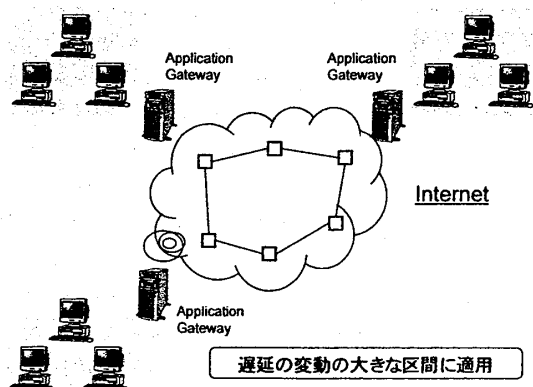 Application
Gateway
Application
Gateway
Internet
Application
Gateway
遅延の変動の大きな区間に適用